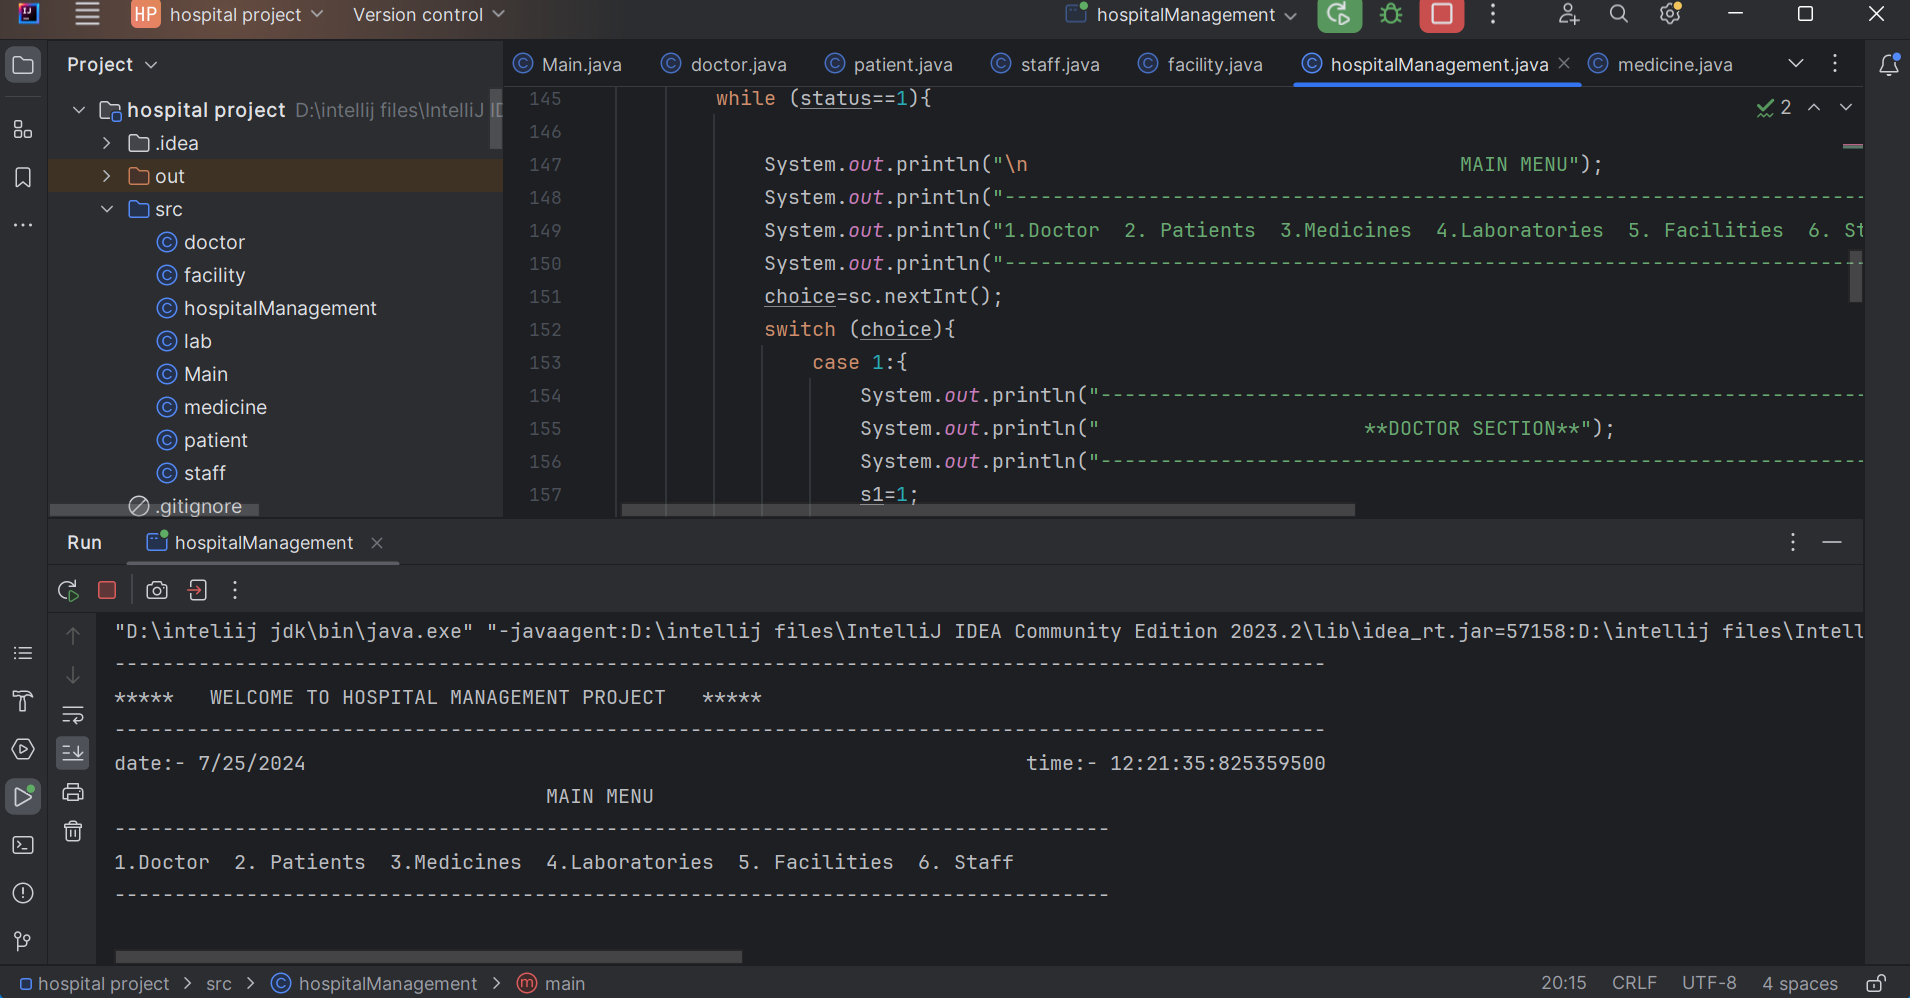 HP hospital project Version control hospitalManagement
Project
Main.java doctor.java patient.java staff.java facility.java hospitalManagement.java medicine.java
hospital project D:\intellij files\IntelliJ
.idea
out
src
doctor
facility
hospitalManagement
lab
Main
medicine
patient
staff
.gitignore
145 while (status==1){
2
146
147 System.out.println("\n                                    MAIN MENU");
148 System.out.println("-----------------------------------------------------------------------
149 System.out.println("1.Doctor  2. Patients  3.Medicines  4.Laboratories  5. Facilities  6. St
150 System.out.println("-----------------------------------------------------------------------
151 choice=sc.nextInt();
152 switch (choice){
153 case 1:{
154 System.out.println("---------------------------------------------------------------
155 System.out.println("                      **DOCTOR SECTION**");
156 System.out.println("---------------------------------------------------------------
157 s1=1;
Run hospitalManagement
"D:\inteliij jdk\bin\java.exe" "-javaagent:D:\intellij files\IntelliJ IDEA Community Edition 2023.2\lib\idea_rt.jar=57158:D:\intellij files\Intell
-----------------------------------------------------------------------------------------------------
*****   WELCOME TO HOSPITAL MANAGEMENT PROJECT   *****
-----------------------------------------------------------------------------------------------------
date:- 7/25/2024                                                            time:- 12:21:35:825359500
                                    MAIN MENU
-----------------------------------------------------------------------------------
1.Doctor  2. Patients  3.Medicines  4.Laboratories  5. Facilities  6. Staff
-----------------------------------------------------------------------------------
hospital project > src > hospitalManagement > main 20:15 CRLF UTF-8 4 spaces